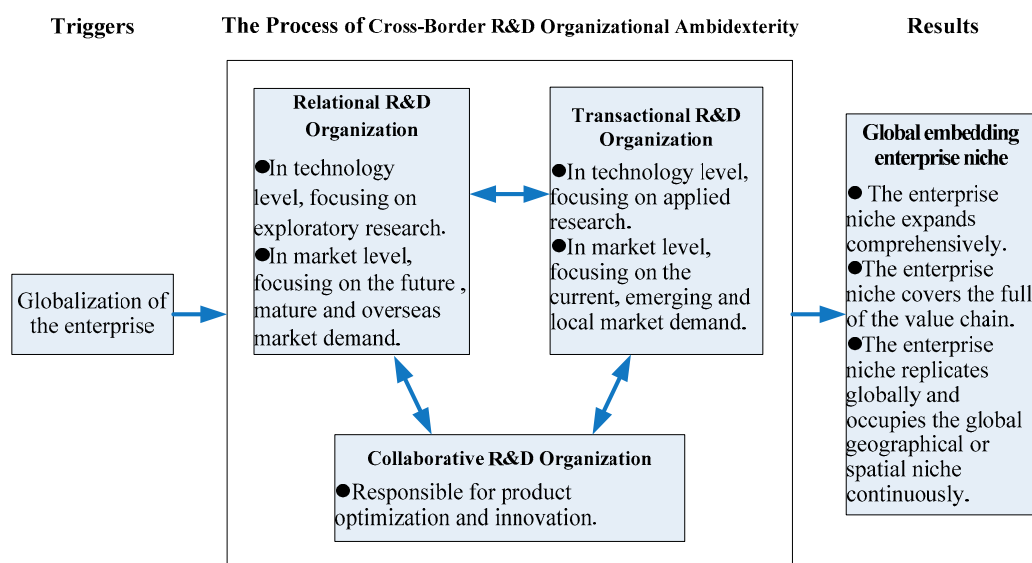 Triggers
The Process of Cross-Border R&D Organizational Ambidexterity
Results
Globalization of
the enterprise
Relational R&D
Organization
●In technology
level, focusing on
exploratory research.
●In market level,
focusing on the future ,
mature and overseas
market demand.
Transactional R&D
Organization
●In technology level,
focusing on applied
research.
●In market level,
focusing on the
current, emerging and
local market demand.
Collaborative R&D Organization
●Responsible for product
optimization and innovation.
Global embedding
enterprise niche
● The enterprise
niche expands
comprehensively.
●The enterprise
niche covers the full
of the value chain.
●The enterprise
niche replicates
globally and
occupies the global
geographical or
spatial niche
continuously.